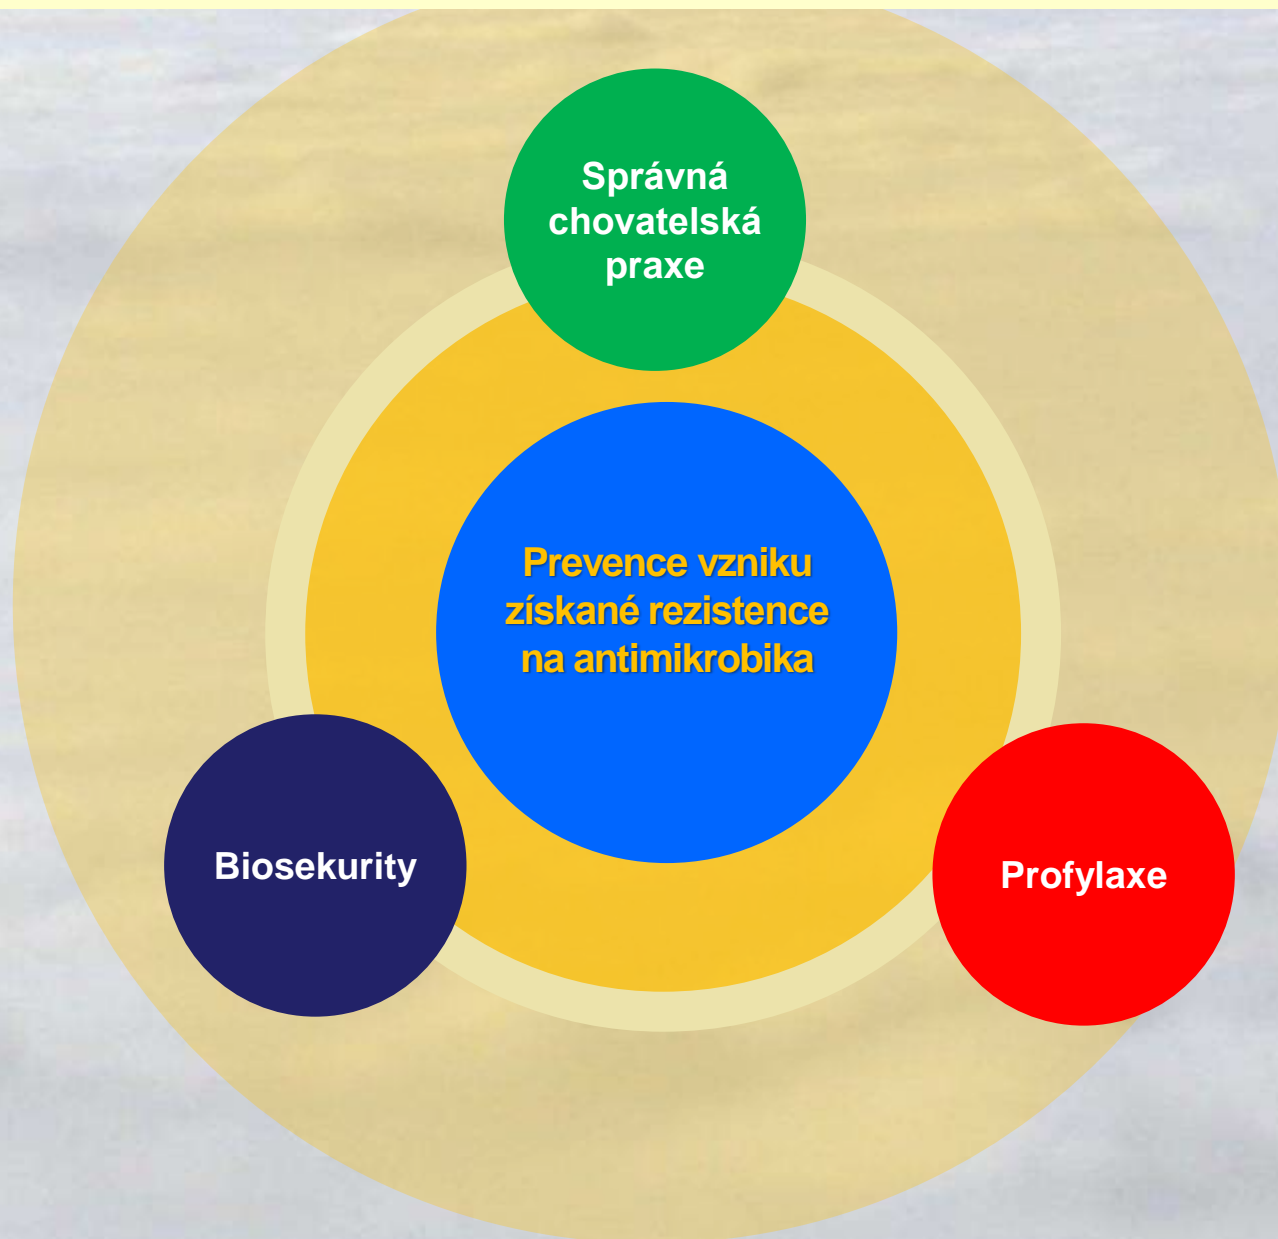 Správná
chovatelská
praxe
Prevence vzniku
získané rezistence
na antimikrobika
Biosekurity
Profylaxe